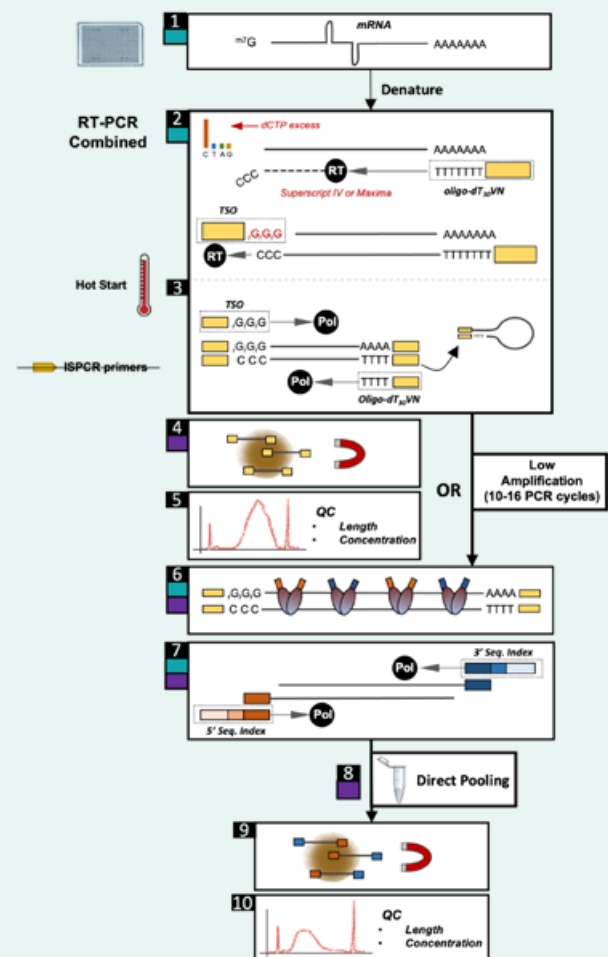 1
mRNA
m7G
AAAAAAA
Denature
RT-PCR
Combined
2
dCTP excess
C T A G
AAAAAAA
CCC
RT
TTTTTTT
oligo-dT30VN
Superscript IV or Maxima
TSO
rGrGrG
AAAAAAA
RT
CCC
TTTTTTT
Hot Start
3
TSO
rGrGrG
Pol
rGrGrG
AAAA
C CC
TTTT
Pol
TTTT
Oligo-dT30VN
ISPCR primers
4
OR
Low
Amplification
(10-16 PCR cycles)
5
QC
• Length
• Concentration
6
rGrGrG
AAAA
C CC
TTTT
7
3' Seq. Index
Pol
Pol
5' Seq. Index
8
Direct Pooling
9
10
QC
• Length
• Concentration